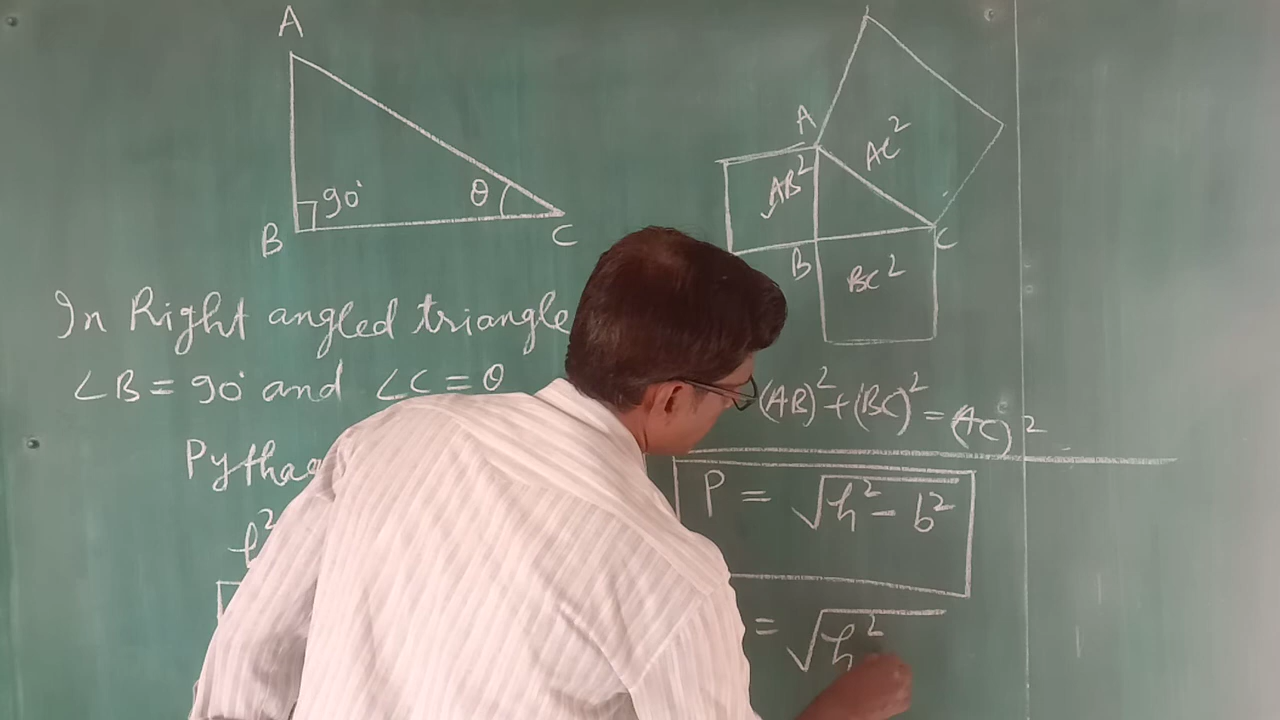 A
90°
θ
B
C
In Right angled triangle
∠B = 90° and ∠C = θ
A
AC²
AB²
B
C
BC²
(AB)² + (BC)² = (AC)²
P = √h² - b²
= √h²